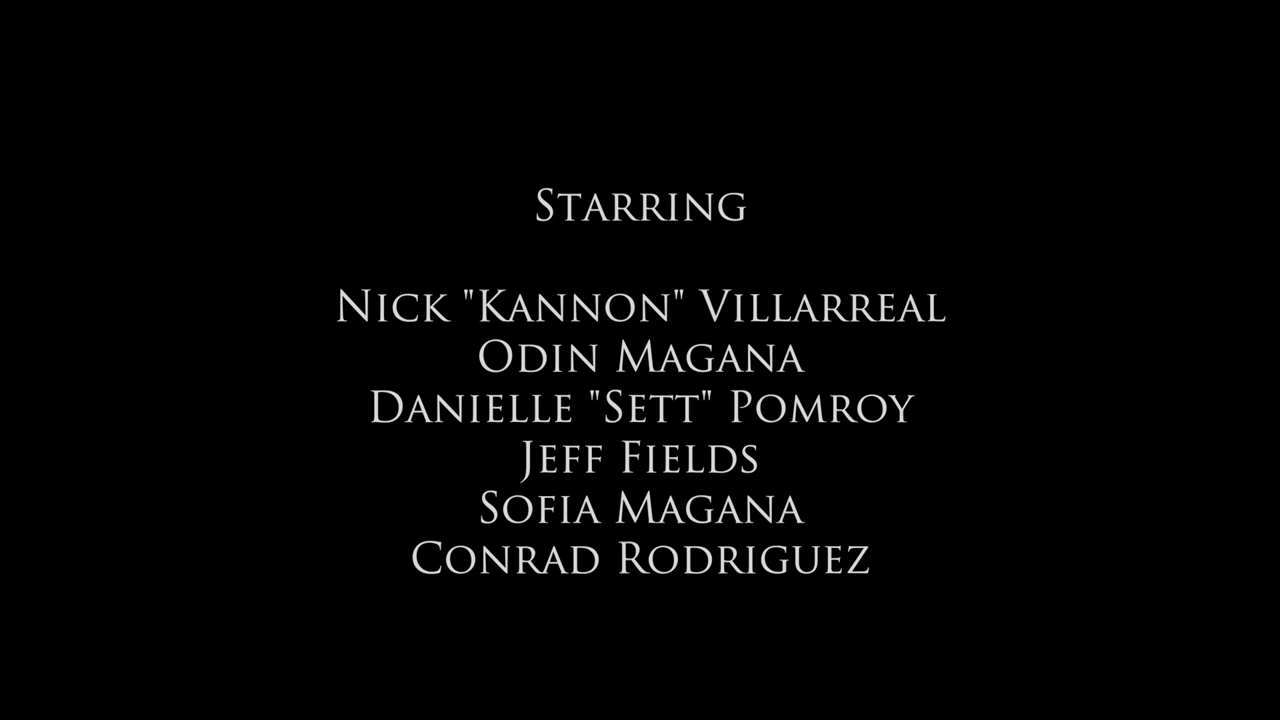 Starring
Nick "Kannon" Villarreal
Odin Magana
Danielle "Sett" Pomroy
Jeff Fields
Sofia Magana
Conrad Rodriguez